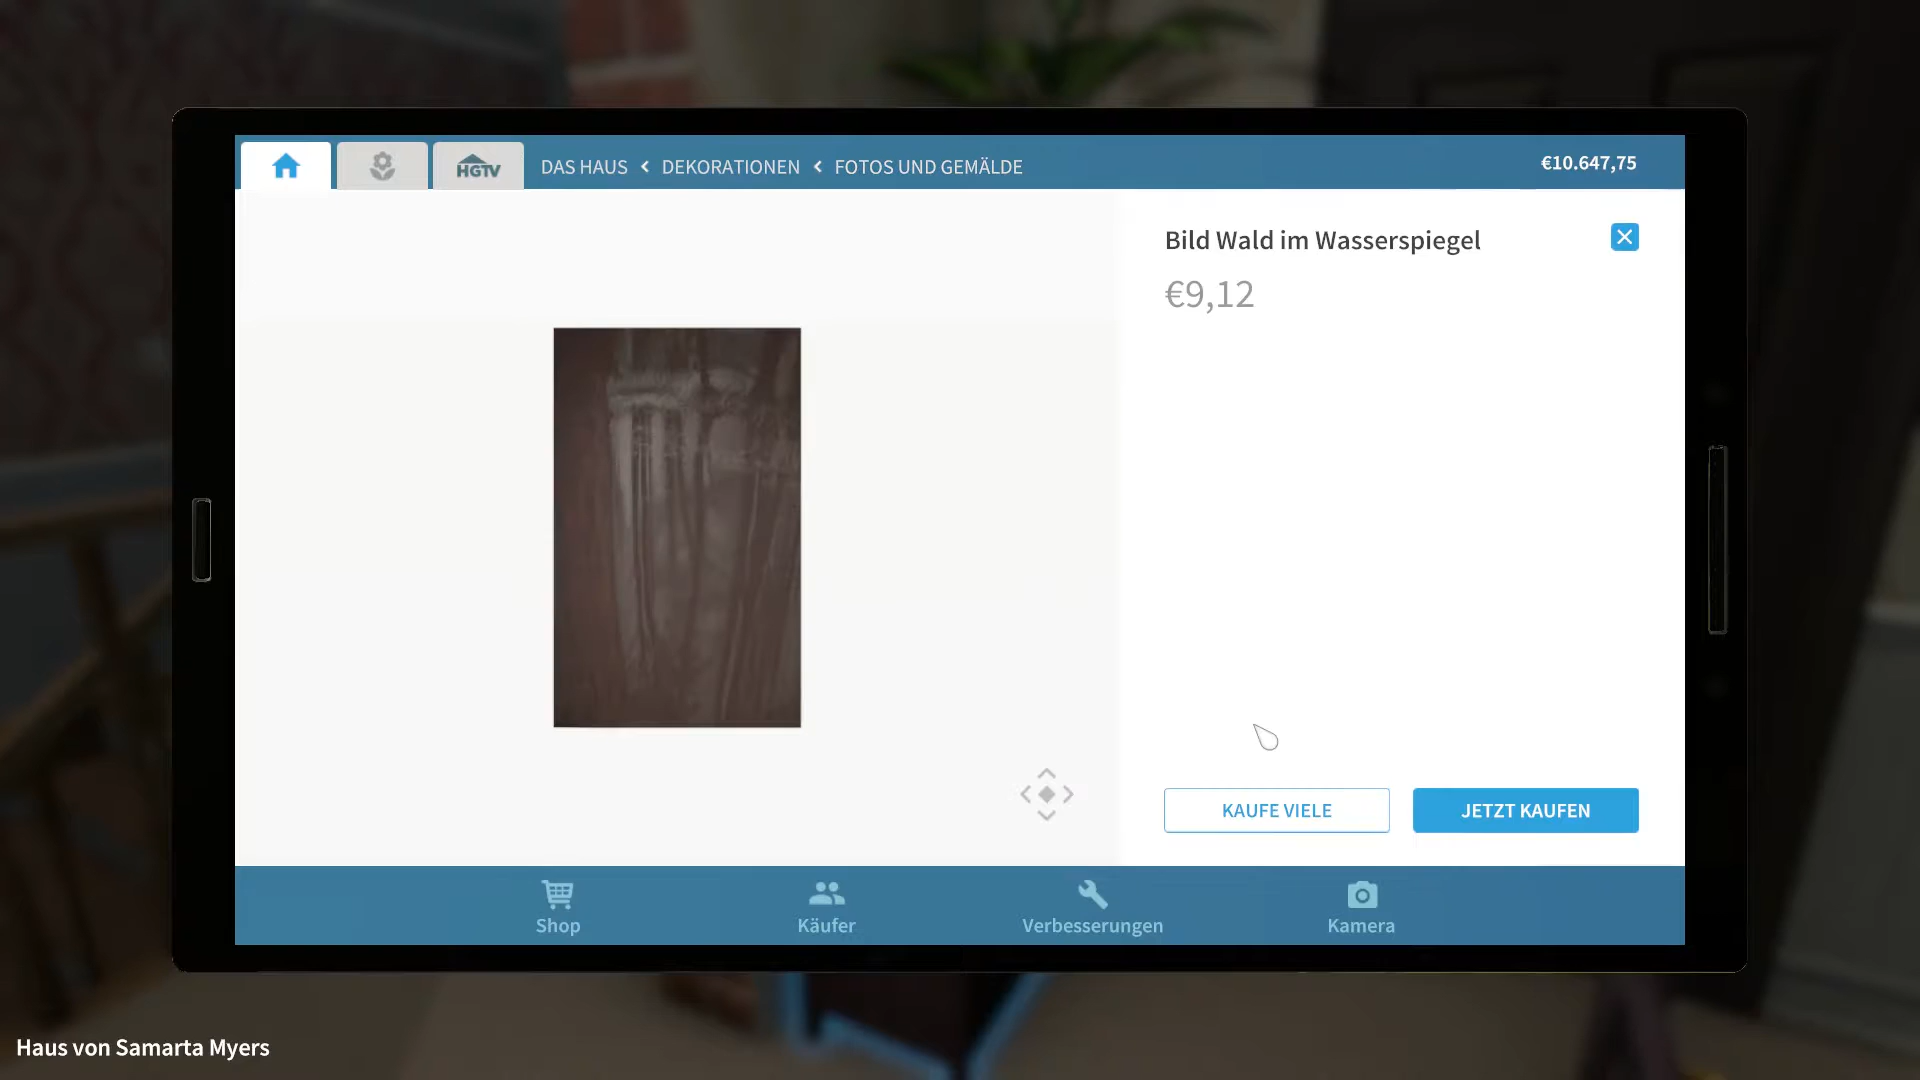 HGTV
DAS HAUS < DEKORATIONEN < FOTOS UND GEMÄLDE
€10.647,75
Bild Wald im Wasserspiegel
€9,12
KAUFE VIELE
JETZT KAUFEN
Shop
Käufer
Verbesserungen
Kamera
Haus von Samarta Myers